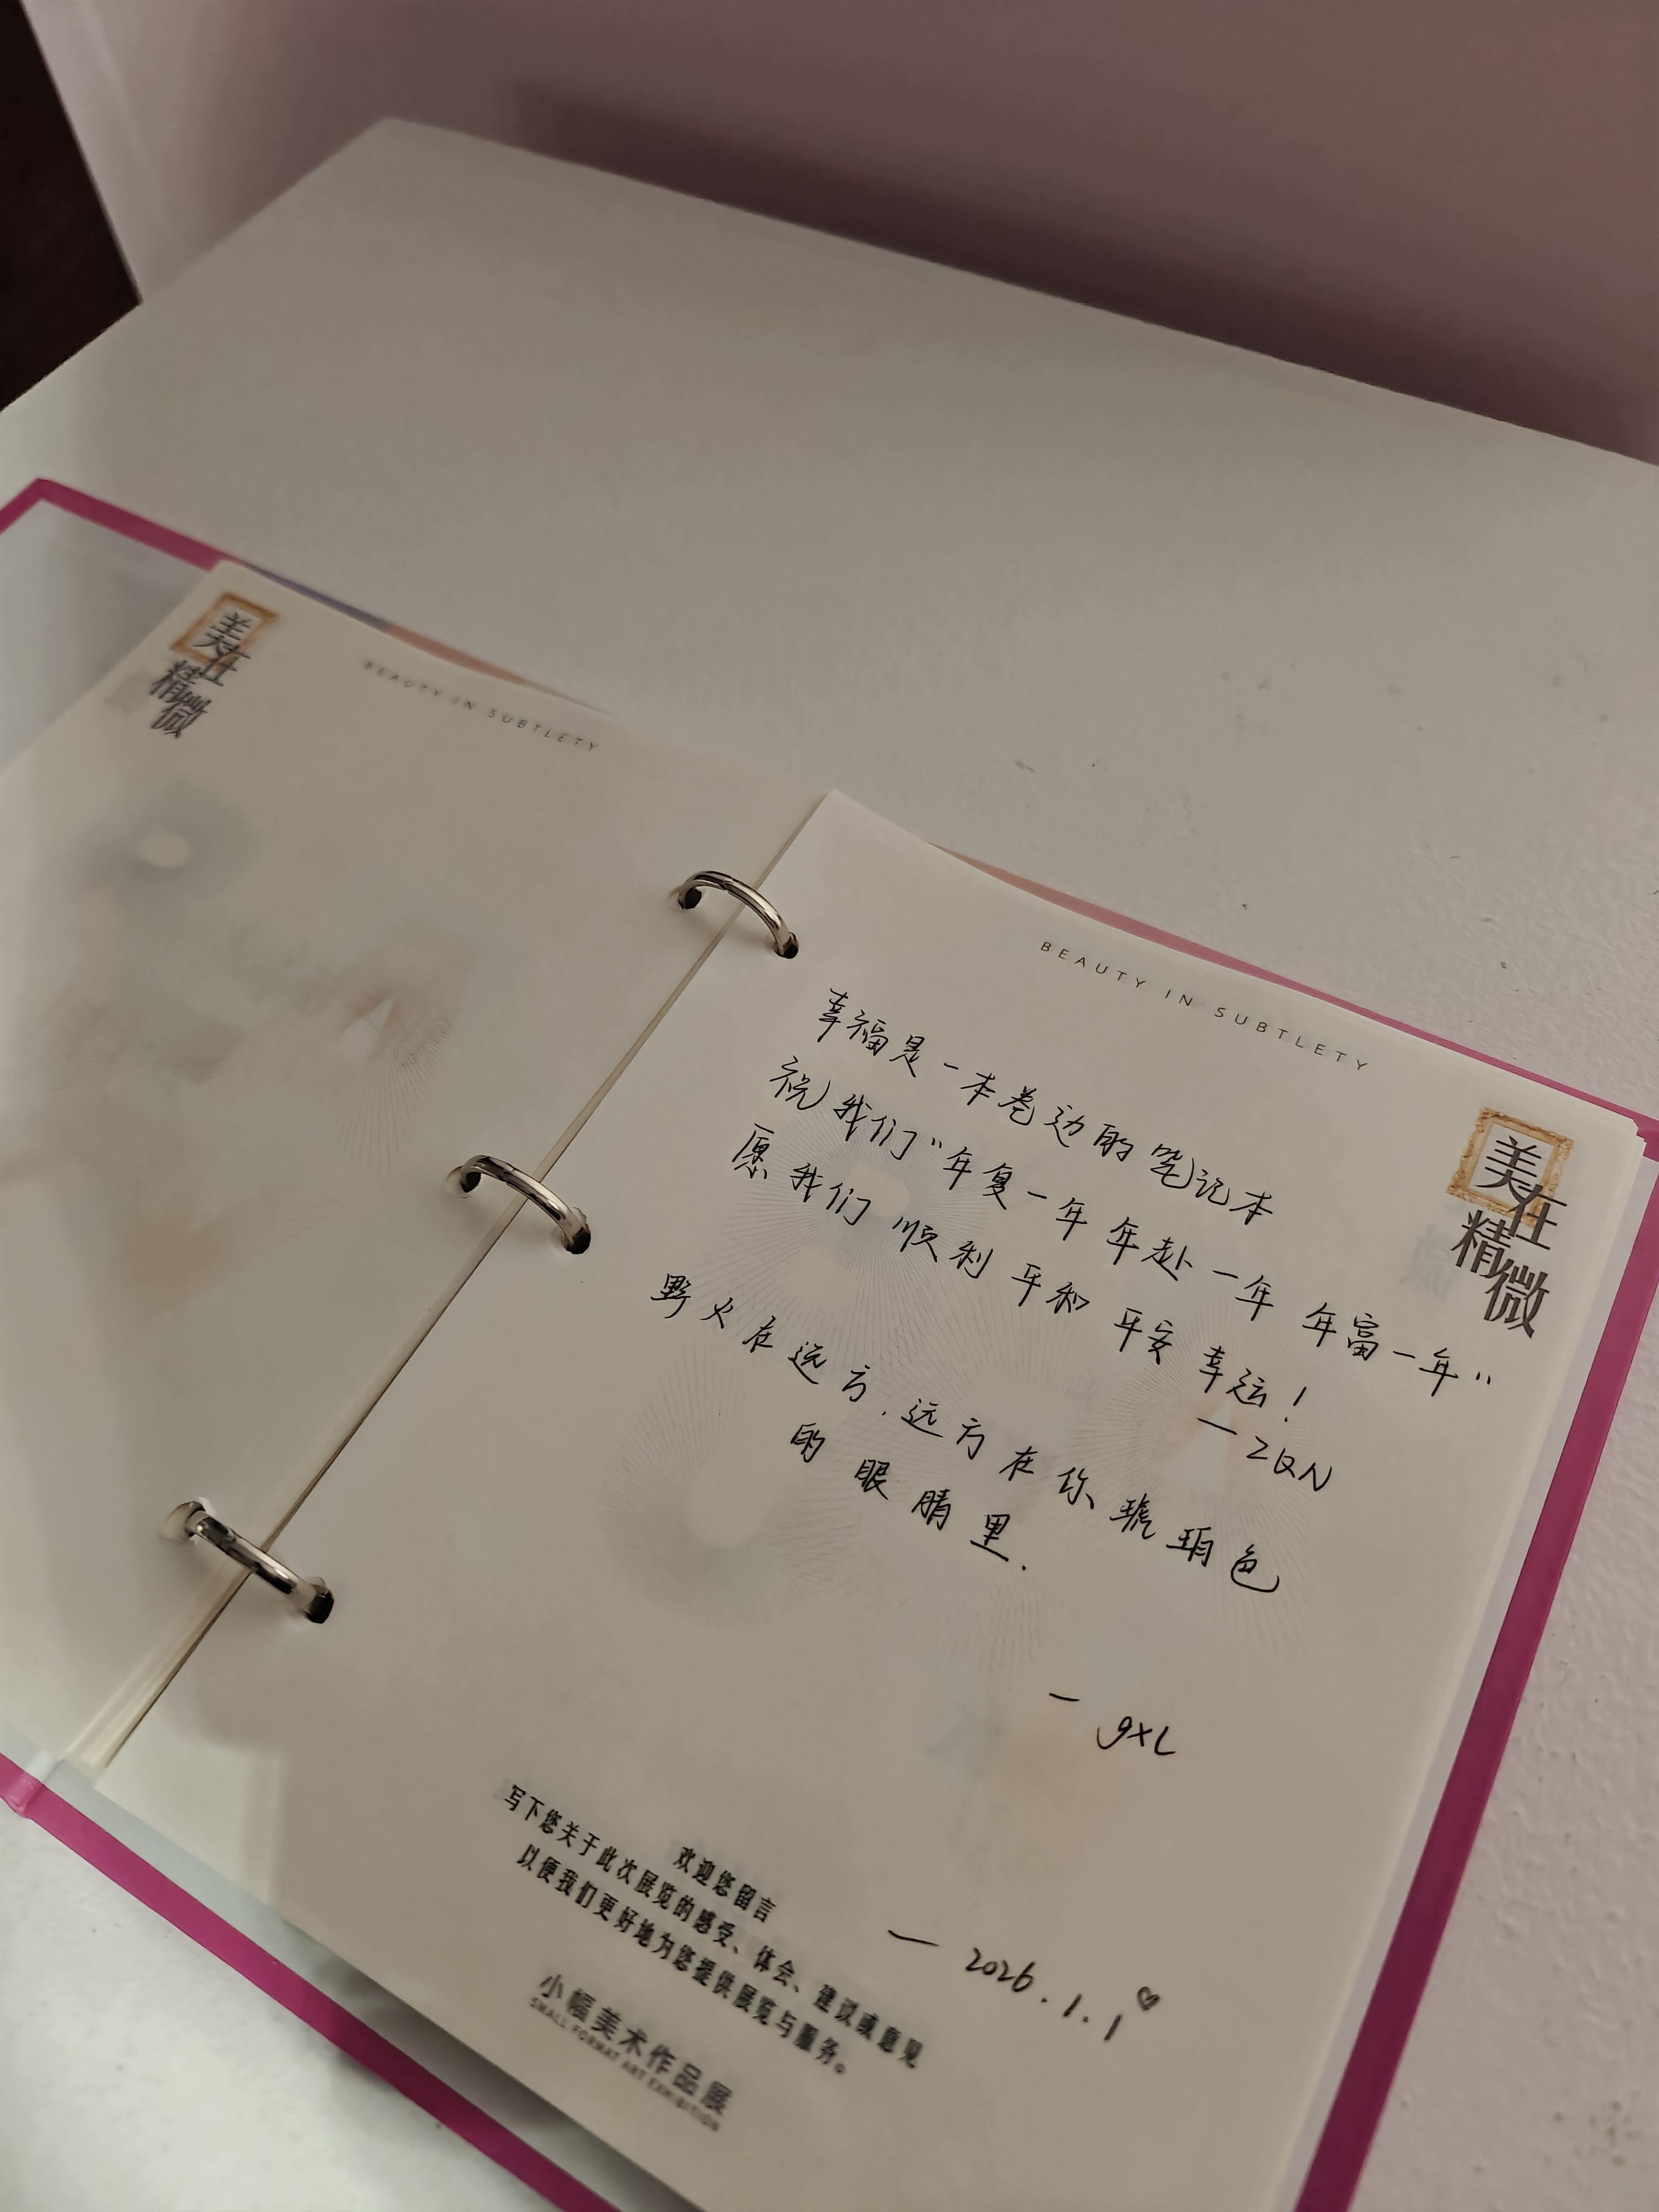 美在
精微
BEAUTY IN SUBTLETY
BEAUTY IN SUBTLETY
美在
精微
幸福是一本卷边的笔记本
祝我们“年复一年 年赴一年 年富一年”
愿我们顺利 平和 平安 幸运！
—ZQN
野火在远方，远方在你琥珀色
的眼睛里.
— gxL
— 2026.1.1♡
欢迎您留言
写下您关于此次展览的感受、体会、建议或意见
以便我们更好地为您提供展览与服务。
小幅美术作品展
SMALL FORMAT ART EXHIBITION